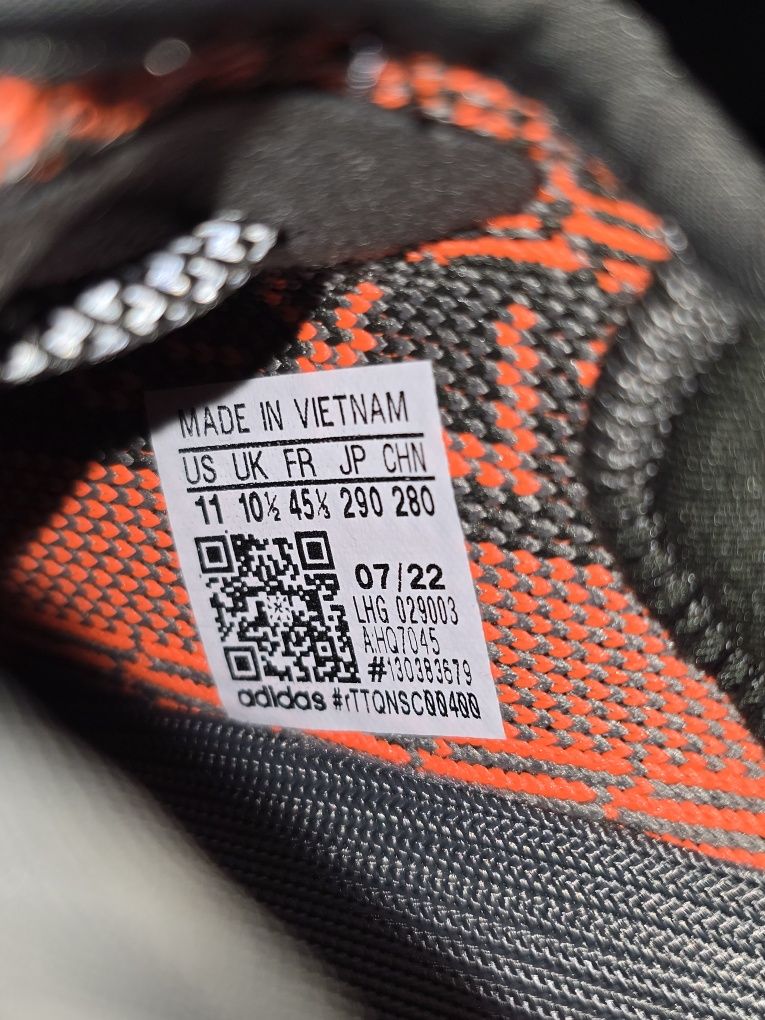 MADE IN VIETNAM
US UK FR JP CHN
11 10½ 45⅓ 290 280
07/22
LHG 029003
A:HQ7045
#130383679
adidas #rTTQNSC00400